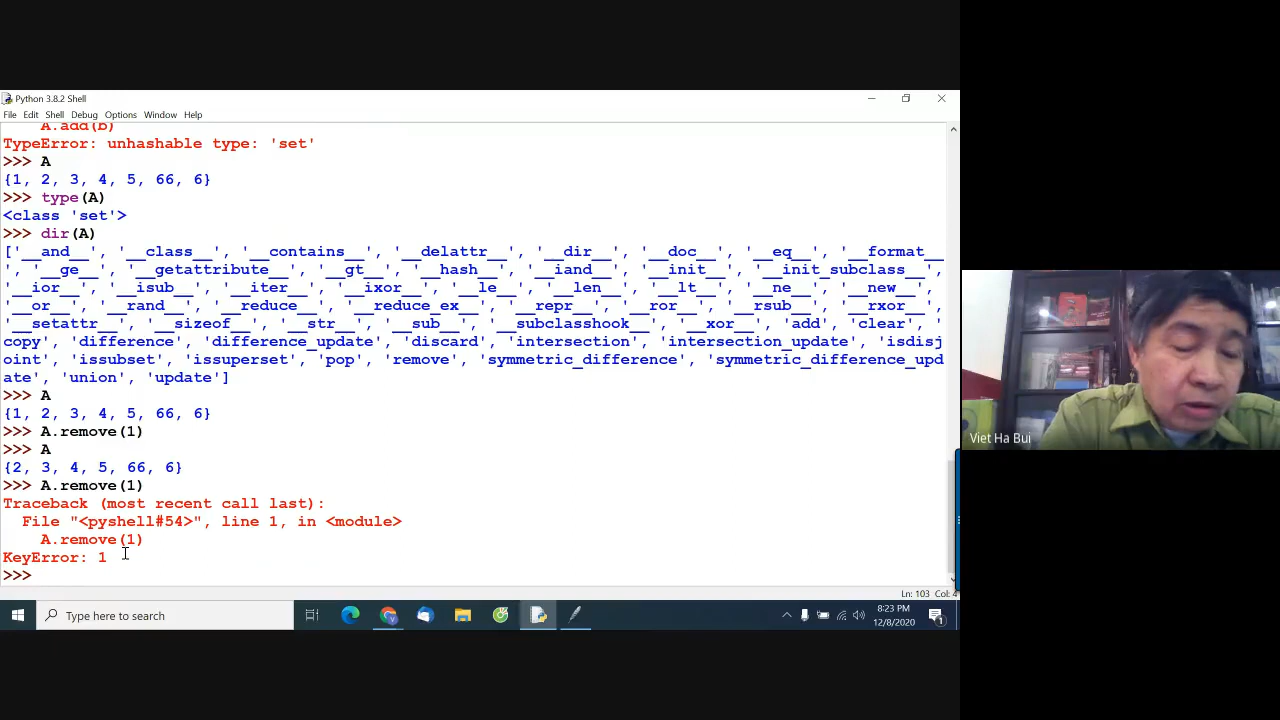 Python 3.8.2 Shell
File Edit Shell Debug Options Window Help
A.add(b)
TypeError: unhashable type: 'set'
>>> A
{1, 2, 3, 4, 5, 66, 6}
>>> type(A)
<class 'set'>
>>> dir(A)
['__and__', '__class__', '__contains__', '__delattr__', '__dir__', '__doc__', '__eq__', '__format__
', '__ge__', '__getattribute__', '__gt__', '__hash__', '__iand__', '__init__', '__init_subclass__',
'__ior__', '__isub__', '__iter__', '__ixor__', '__le__', '__len__', '__lt__', '__ne__', '__new__',
'__or__', '__rand__', '__reduce__', '__reduce_ex__', '__repr__', '__ror__', '__rsub__', '__rxor__',
'__setattr__', '__sizeof__', '__str__', '__sub__', '__subclasshook__', '__xor__', 'add', 'clear', '
copy', 'difference', 'difference_update', 'discard', 'intersection', 'intersection_update', 'isdisj
oint', 'issubset', 'issuperset', 'pop', 'remove', 'symmetric_difference', 'symmetric_difference_upd
ate', 'union', 'update']
>>> A
{1, 2, 3, 4, 5, 66, 6}
>>> A.remove(1)
>>> A
{2, 3, 4, 5, 66, 6}
>>> A.remove(1)
Traceback (most recent call last):
File "<pyshell#54>", line 1, in <module>
A.remove(1)
KeyError: 1
>>>
Ln: 103 Col: 4
Type here to search
8:23 PM
12/8/2020
1
Viet Ha Bui